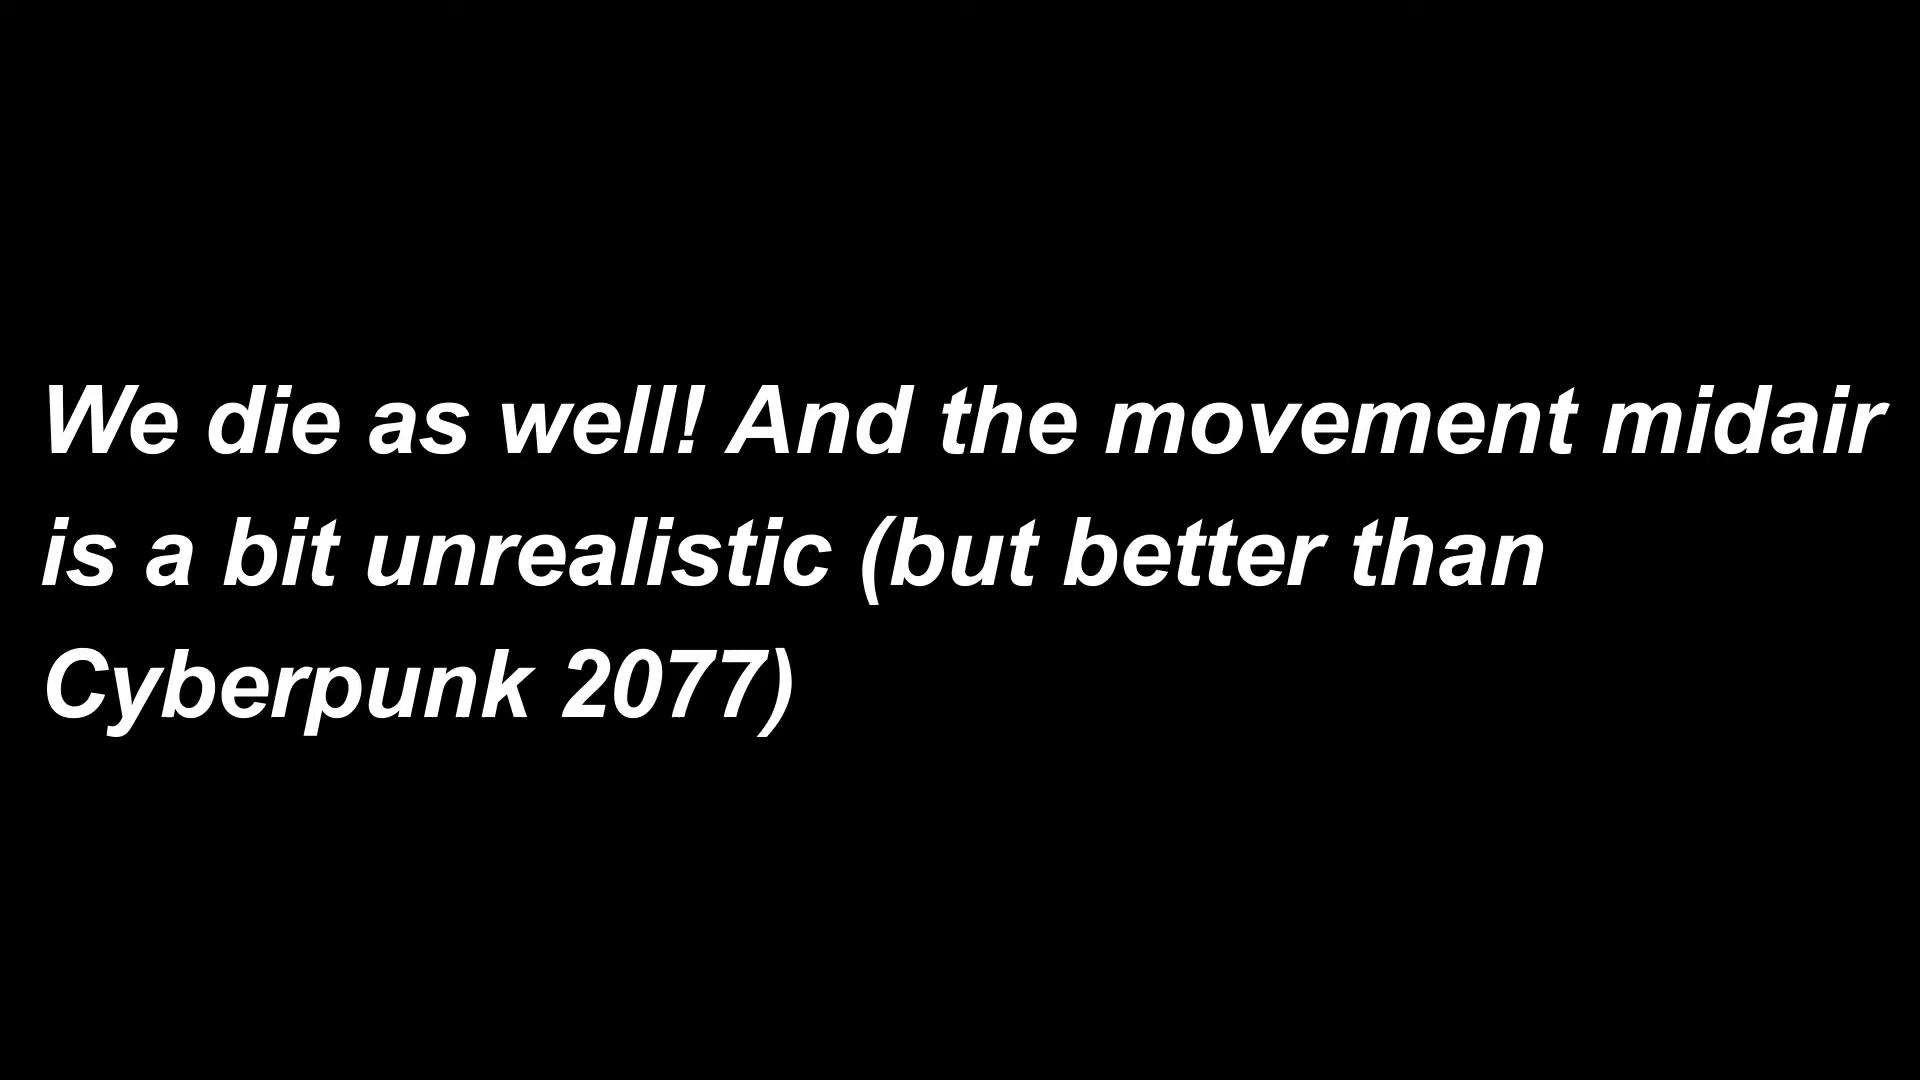 We die as well! And the movement midair
is a bit unrealistic (but better than
Cyberpunk 2077)